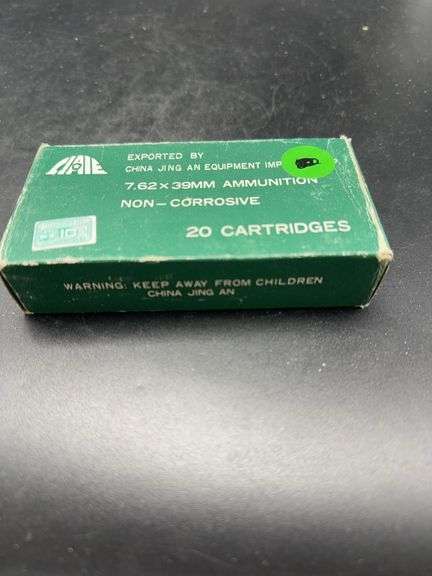 EXPORTED BY
CHINA JING AN EQUIPMENT IMP
7.62×39MM AMMUNITION
NON-CORROSIVE
20 CARTRIDGES
WARNING: KEEP AWAY FROM CHILDREN
CHINA JING AN